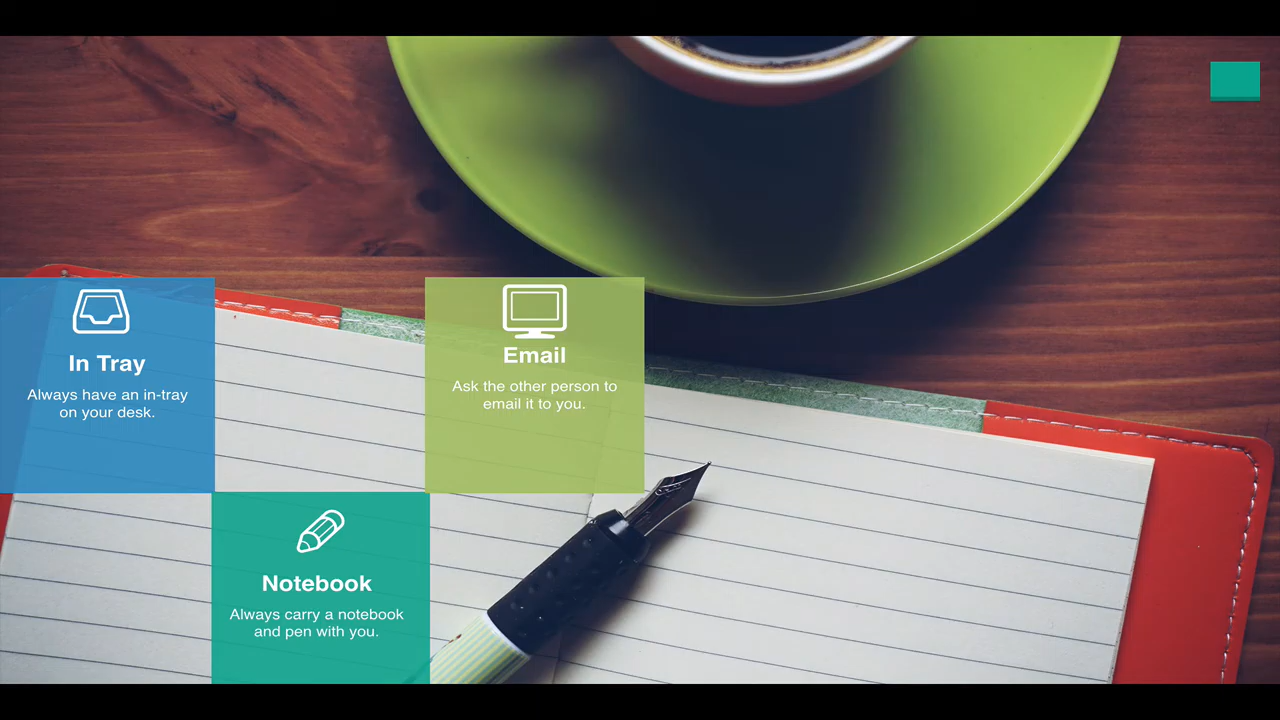 In Tray
Always have an in-tray
on your desk.
Email
Ask the other person to
email it to you.
Notebook
Always carry a notebook
and pen with you.